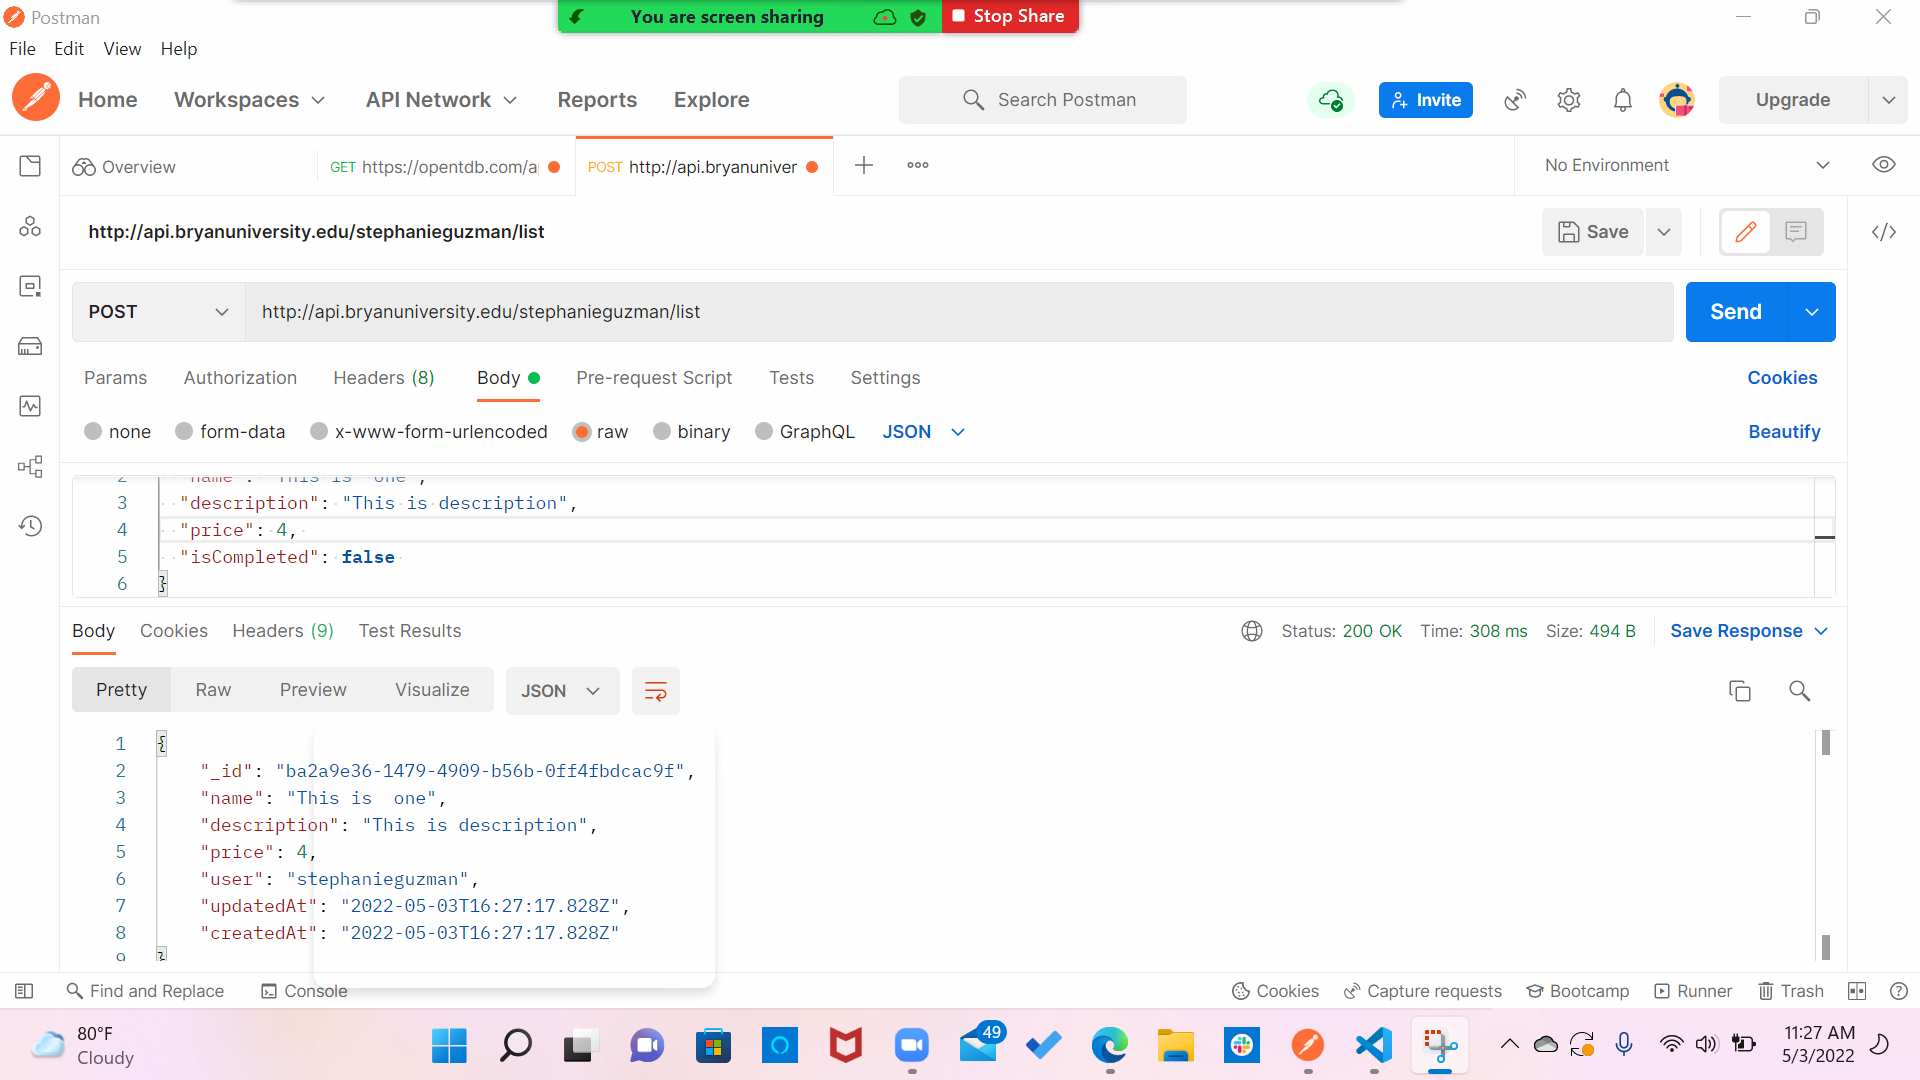 Postman
You are screen sharing
Stop Share
File Edit View Help
Home Workspaces API Network Reports Explore
Search Postman
Invite
Upgrade
Overview
GET https://opentdb.com/a
POST http://api.bryanuniver
No Environment
http://api.bryanuniversity.edu/stephanieguzman/list
Save
POST
http://api.bryanuniversity.edu/stephanieguzman/list
Send
Params Authorization Headers (8) Body Pre-request Script Tests Settings Cookies
none form-data x-www-form-urlencoded raw binary GraphQL JSON Beautify
2 "name": "This is  one",
3 "description": "This is description",
4 "price": 4,
5 "isCompleted": false
6 }
Body Cookies Headers (9) Test Results
Status: 200 OK Time: 308 ms Size: 494 B Save Response
Pretty Raw Preview Visualize JSON
1 {
2 "_id": "ba2a9e36-1479-4909-b56b-0ff4fbdcac9f",
3 "name": "This is  one",
4 "description": "This is description",
5 "price": 4,
6 "user": "stephanieguzman",
7 "updatedAt": "2022-05-03T16:27:17.828Z",
8 "createdAt": "2022-05-03T16:27:17.828Z"
9 }
Find and Replace Console
Cookies Capture requests Bootcamp Runner Trash
80°F
Cloudy
49
11:27 AM
5/3/2022